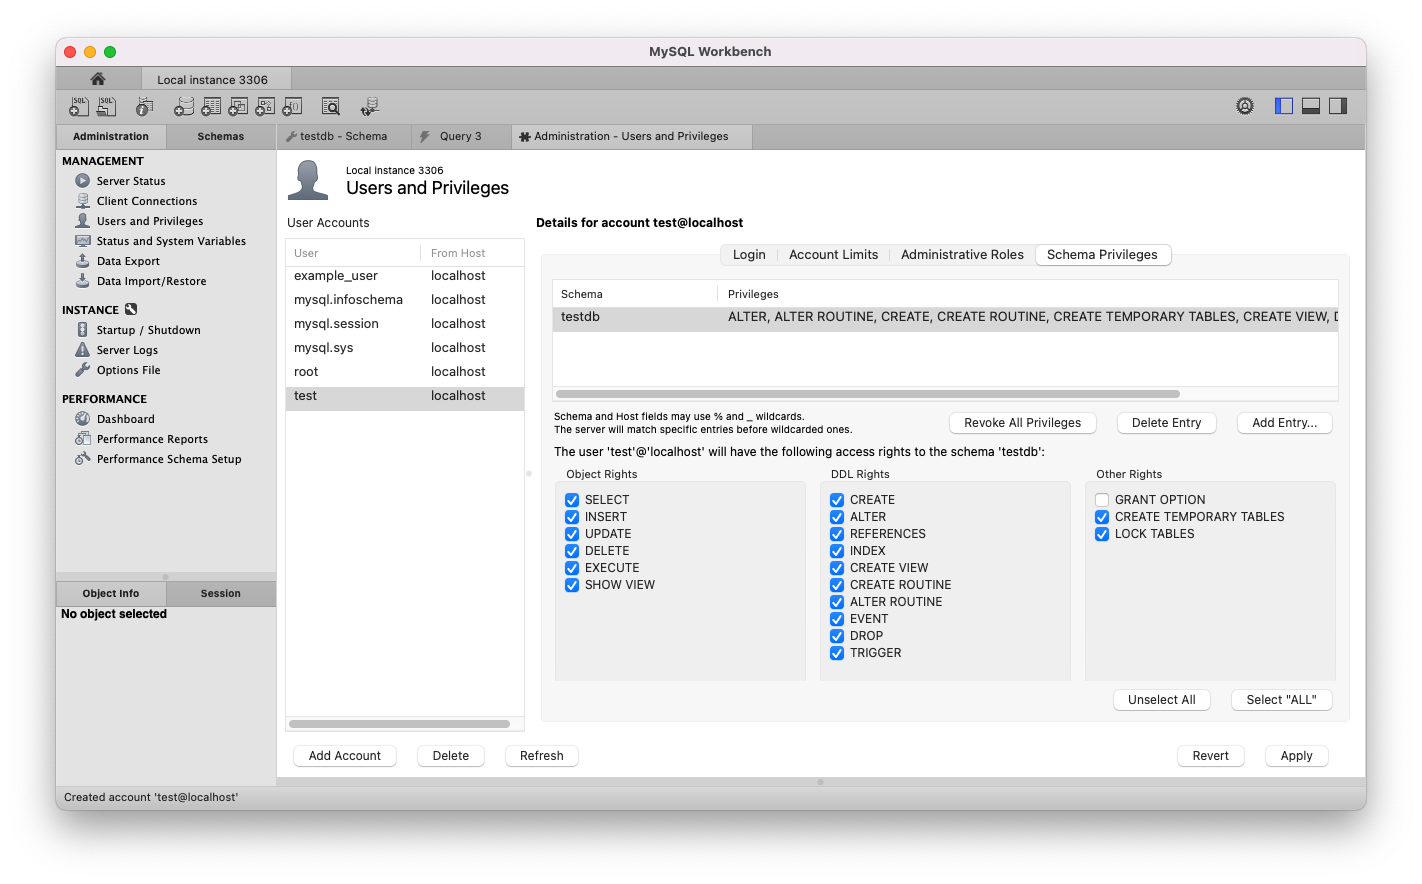 MySQL Workbench
Local instance 3306
SQL
SQL
Administration
Schemas
testdb - Schema
Query 3
Administration - Users and Privileges
MANAGEMENT
Server Status
Client Connections
Users and Privileges
Status and System Variables
Data Export
Data Import/Restore
INSTANCE
Startup / Shutdown
Server Logs
Options File
PERFORMANCE
Dashboard
Performance Reports
Performance Schema Setup
Object Info
Session
No object selected
Local instance 3306
Users and Privileges
User Accounts
User From Host
example_user localhost
mysql.infoschema localhost
mysql.session localhost
mysql.sys localhost
root localhost
test localhost
Add Account
Delete
Refresh
Details for account test@localhost
Login
Account Limits
Administrative Roles
Schema Privileges
Schema Privileges
testdb ALTER, ALTER ROUTINE, CREATE, CREATE ROUTINE, CREATE TEMPORARY TABLES, CREATE VIEW,
Schema and Host fields may use % and _ wildcards.
The server will match specific entries before wildcarded ones.
Revoke All Privileges
Delete Entry
Add Entry...
The user 'test'@'localhost' will have the following access rights to the schema 'testdb':
Object Rights
SELECT
INSERT
UPDATE
DELETE
EXECUTE
SHOW VIEW
DDL Rights
CREATE
ALTER
REFERENCES
INDEX
CREATE VIEW
CREATE ROUTINE
ALTER ROUTINE
EVENT
DROP
TRIGGER
Other Rights
GRANT OPTION
CREATE TEMPORARY TABLES
LOCK TABLES
Unselect All
Select "ALL"
Revert
Apply
Created account 'test@localhost'